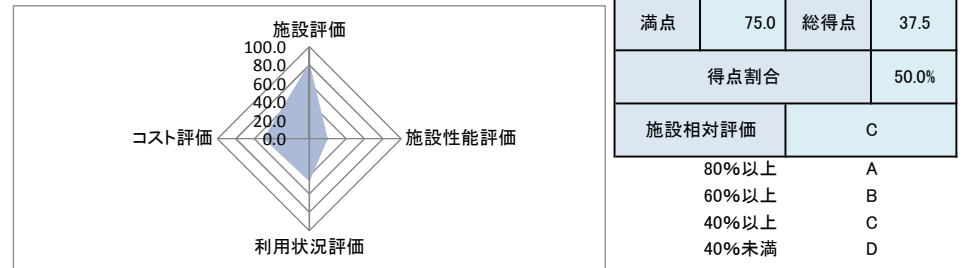 施設評価
100.0
80.0
60.0
40.0
20.0
0.0
コスト評価
施設性能評価
利用状況評価
満点 75.0 総得点 37.5
得点割合 50.0%
施設相対評価 C
80%以上 A
60%以上 B
40%以上 C
40%未満 D